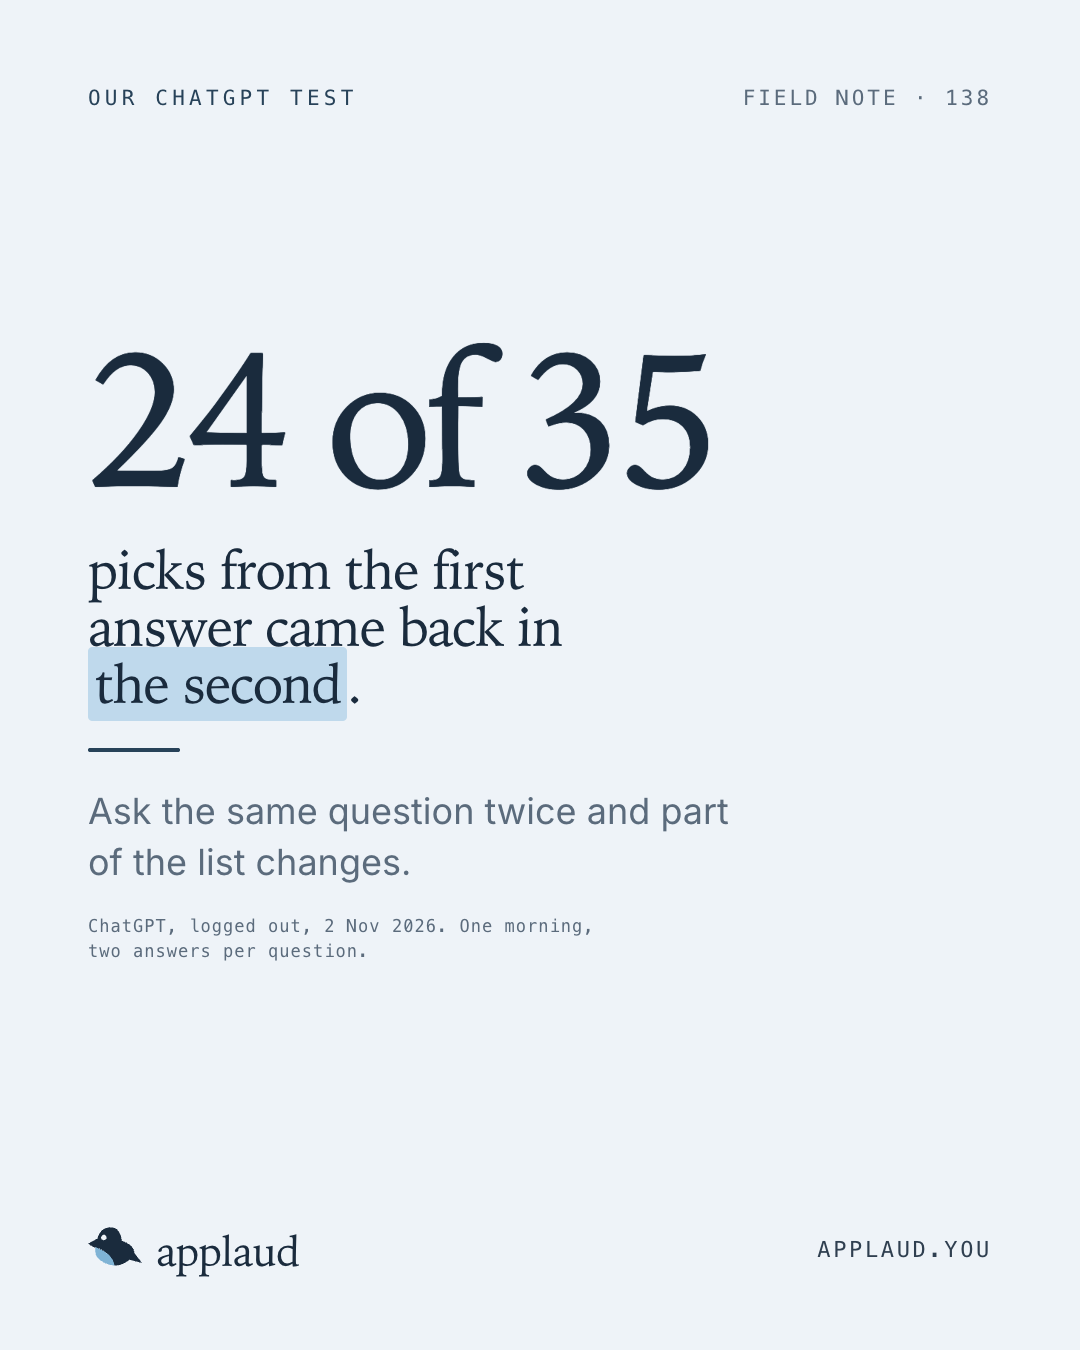 OUR CHATGPT TEST
FIELD NOTE · 138
24 of 35
picks from the first
answer came back in
the second.
Ask the same question twice and part
of the list changes.
ChatGPT, logged out, 2 Nov 2026. One morning,
two answers per question.
applaud
APPLAUD.YOU